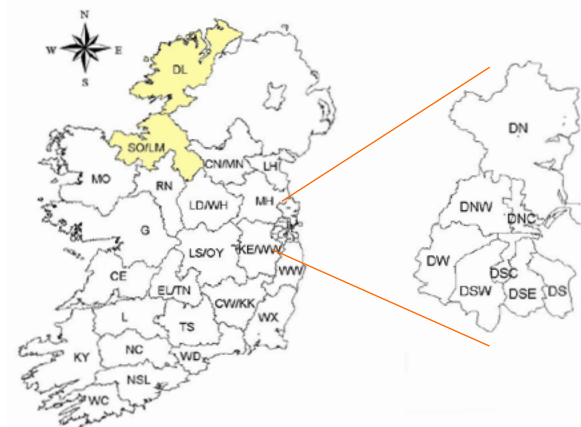 N
W E
S
DL
SO/LM
CN/MN
LH
MO
RN
LD/WH
MH
G
LS/OY
KE/WW
WW
CE
EL/TN
CW/KK
L
TS
WX
KY
NC
WD
NSL
WC
DN
DNW
DNC
DW
DSC
DSW
DSE
DS